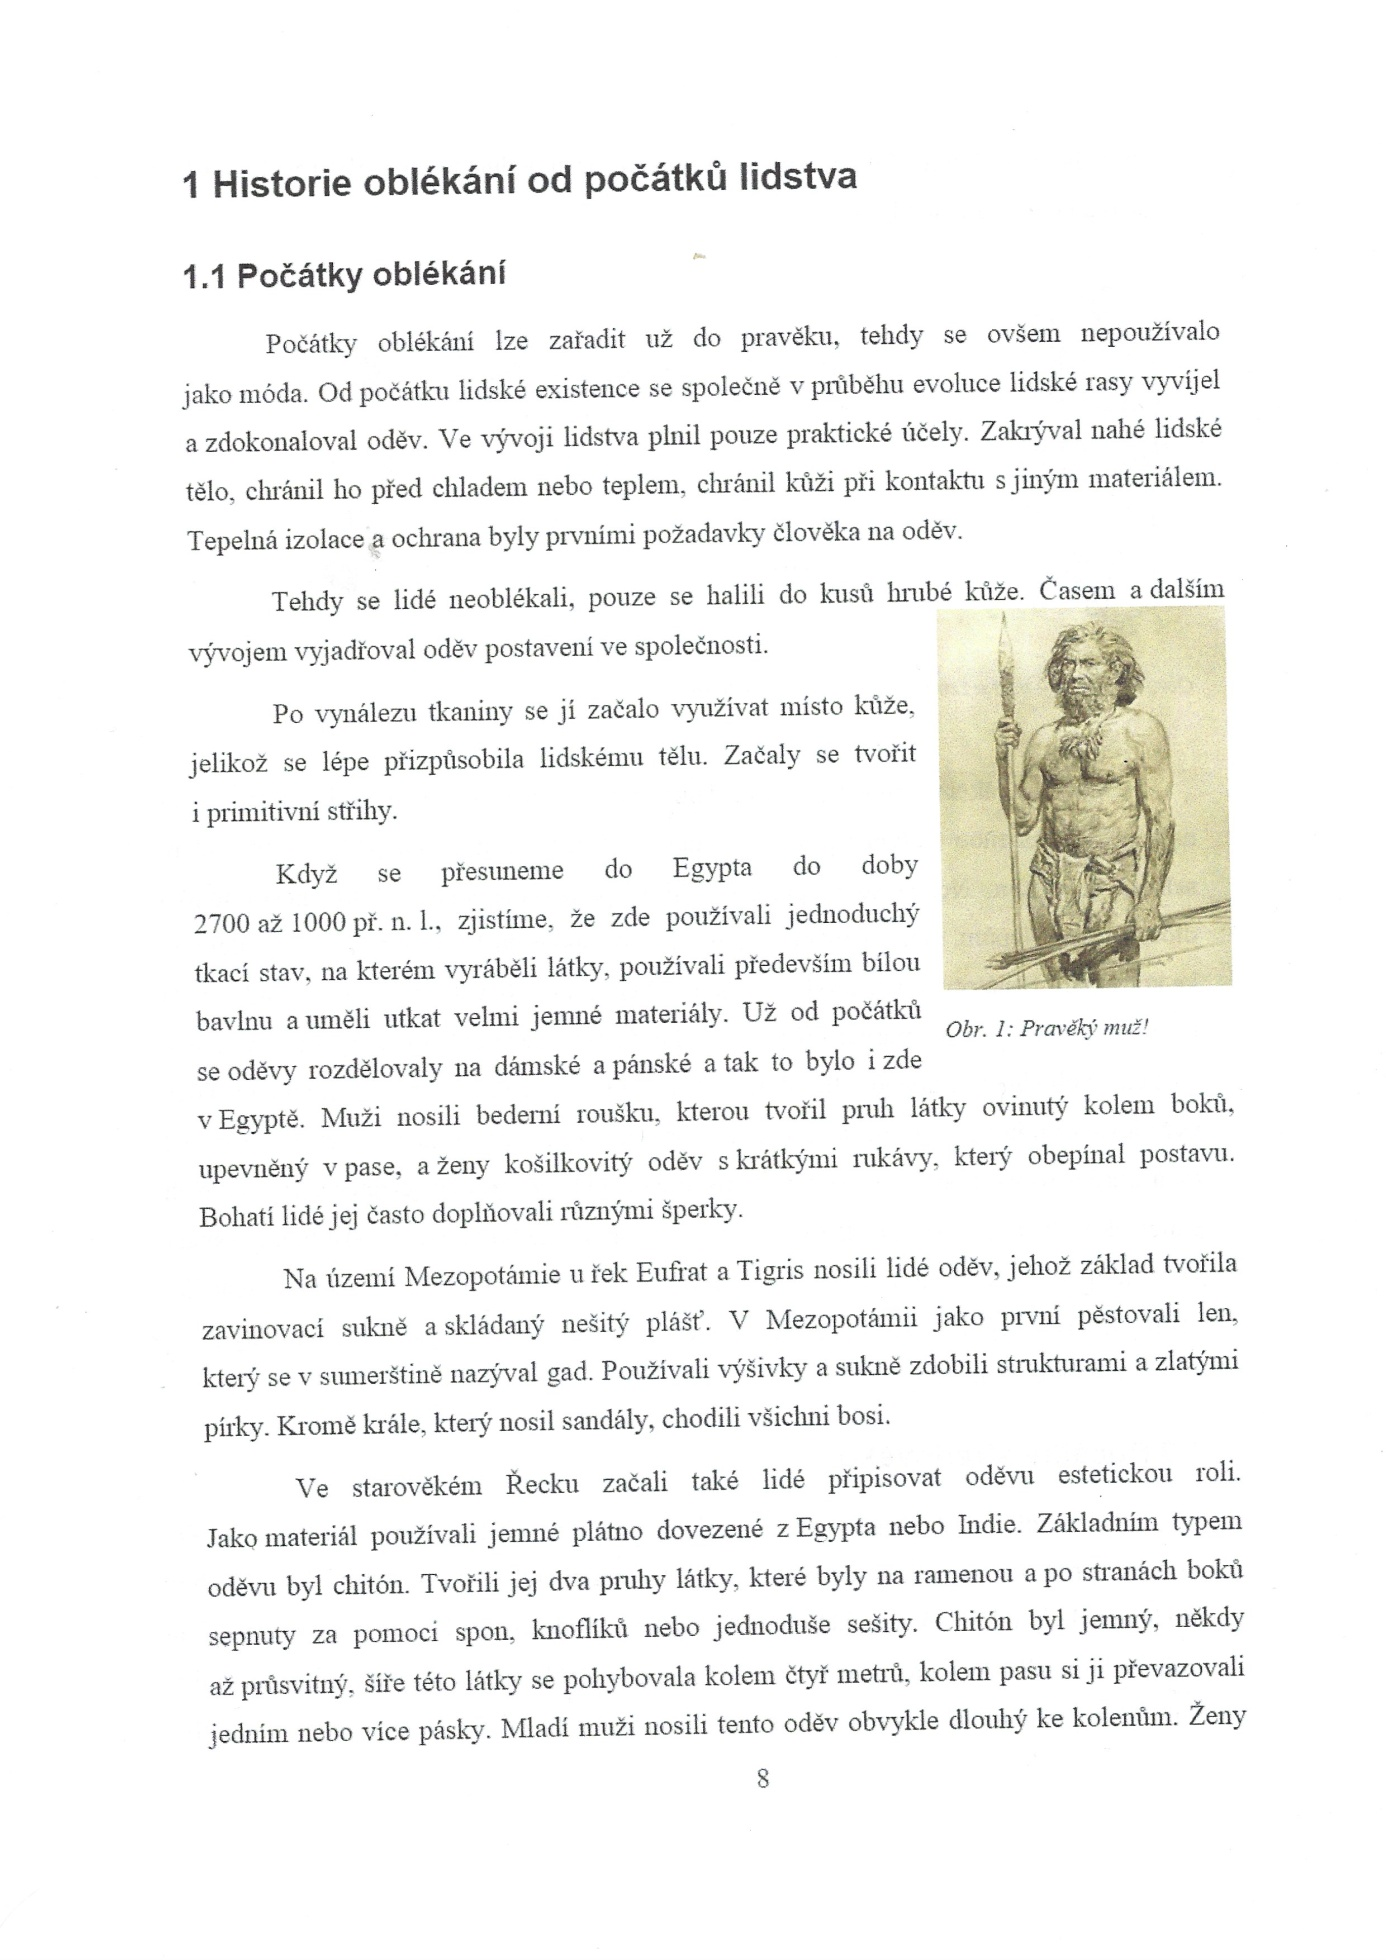 1 Historie oblékání od počátků lidstva
1.1 Počátky oblékání
Počátky oblékání lze zařadit už do pravěku, tehdy se ovšem nepoužívalo
jako móda. Od počátku lidské existence se společně v průběhu evoluce lidské rasy vyvíjel
a zdokonaloval oděv. Ve vývoji lidstva plnil pouze praktické účely. Zakrýval nahé lidské
tělo, chránil ho před chladem nebo teplem, chránil kůži při kontaktu s jiným materiálem.
Tepelná izolace a ochrana byly prvními požadavky člověka na oděv.
Tehdy se lidé neoblékali, pouze se halili do kusů hrubé kůže. Časem a dalším
vývojem vyjadřoval oděv postavení ve společnosti.
Po vynálezu tkaniny se jí začalo využívat místo kůže,
jelikož se lépe přizpůsobila lidskému tělu. Začaly se tvořit
i primitivní střihy.
Když se přesuneme do Egypta do doby
2700 až 1000 př. n. l., zjistíme, že zde používali jednoduchý
tkací stav, na kterém vyráběli látky, používali především bílou
bavlnu a uměli utkat velmi jemné materiály. Už od počátků
se oděvy rozdělovaly na dámské a pánské a tak to bylo i zde
v Egyptě. Muži nosili bederní roušku, kterou tvořil pruh látky ovinutý kolem boků,
upevněný v pase, a ženy košilkovitý oděv s krátkými rukávy, který obepínal postavu.
Bohatí lidé jej často doplňovali různými šperky.
Obr. 1: Pravěký muž!
Na území Mezopotámie u řek Eufrat a Tigris nosili lidé oděv, jehož základ tvořila
zavinovací sukně a skládaný nešitý plášť. V Mezopotámii jako první pěstovali len,
který se v sumerštině nazýval gad. Používali výšivky a sukně zdobili strukturami a zlatými
pírky. Kromě krále, který nosil sandály, chodili všichni bosi.
Ve starověkém Řecku začali také lidé připisovat oděvu estetickou roli.
Jako materiál používali jemné plátno dovezené z Egypta nebo Indie. Základním typem
oděvu byl chitón. Tvořili jej dva pruhy látky, které byly na ramenou a po stranách boků
sepnuty za pomoci spon, knoflíků nebo jednoduše sešity. Chitón byl jemný, někdy
až průsvitný, šíře této látky se pohybovala kolem čtyř metrů, kolem pasu si ji převazovali
jedním nebo více pásky. Mladí muži nosili tento oděv obvykle dlouhý ke kolenům. Ženy
8